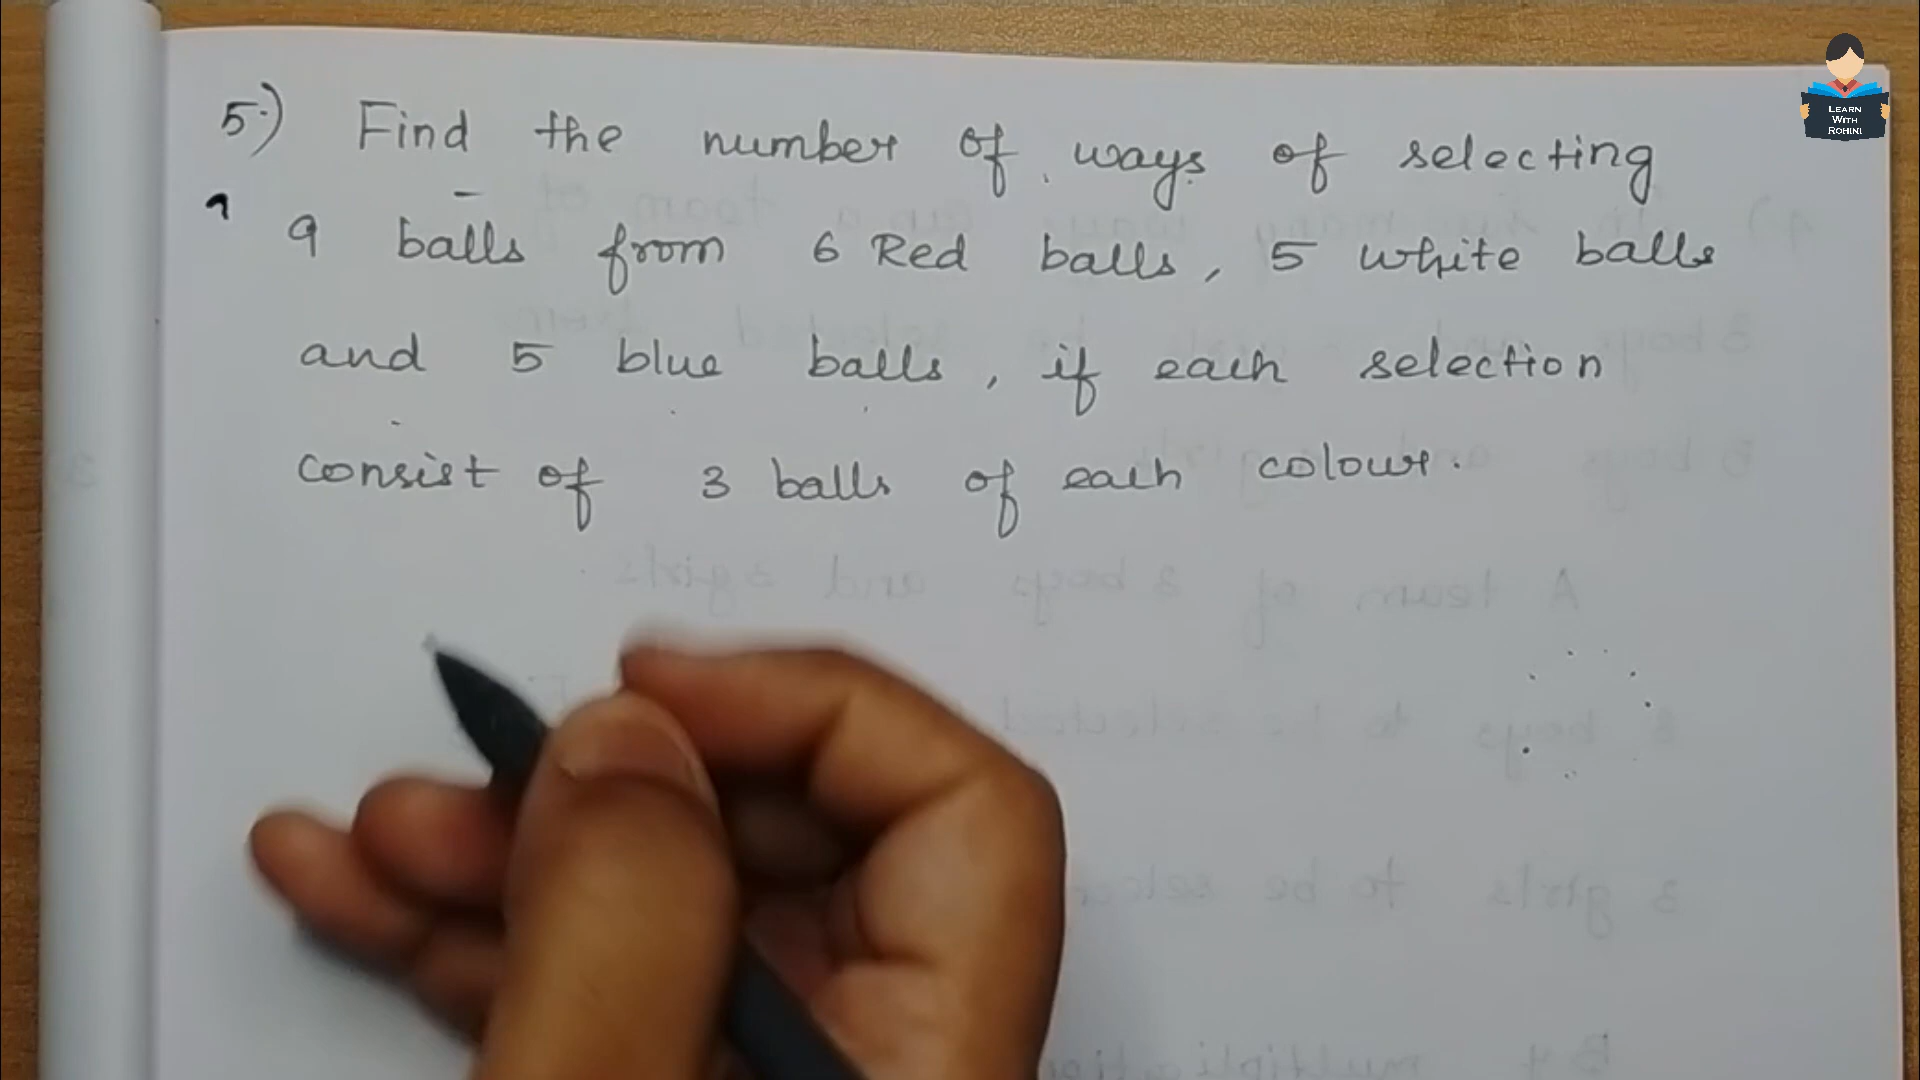 5.) Find the number of ways of selecting
9 balls from 6 Red balls, 5 white balls
and 5 blue balls, if each selection
consist of 3 balls of each colour.
LEARN
WITH
ROHINI